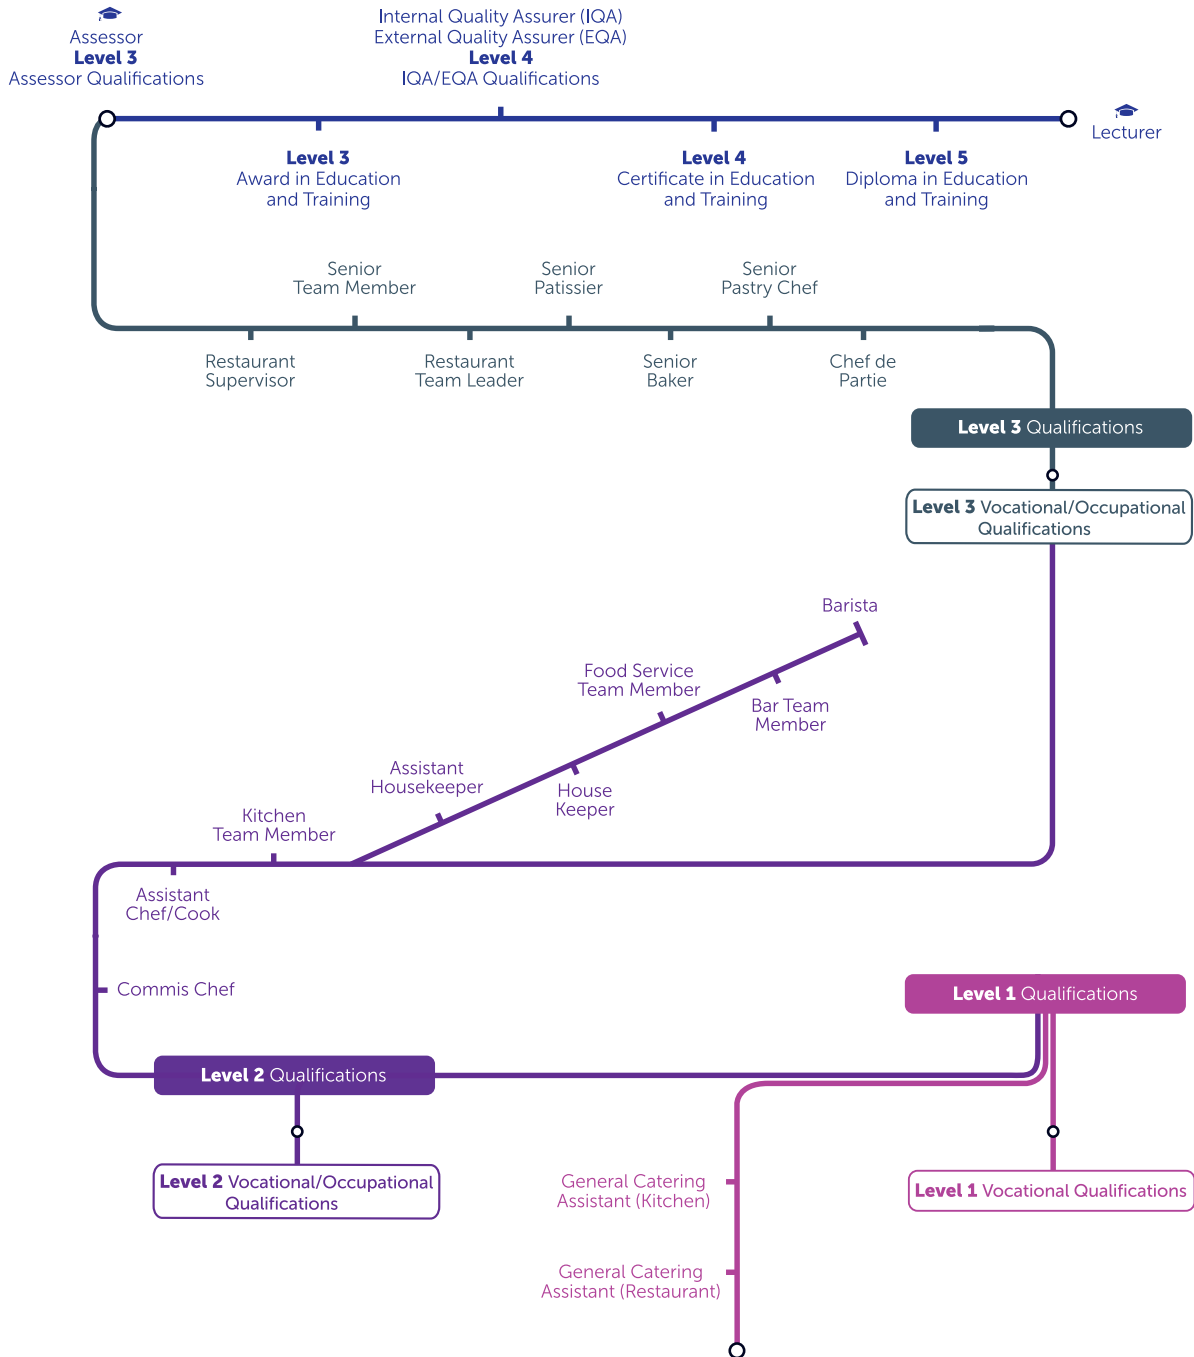 Assessor
Level 3
Assessor Qualifications
Internal Quality Assurer (IQA)
External Quality Assurer (EQA)
Level 4
IQA/EQA Qualifications
Lecturer
Level 3
Award in Education
and Training
Level 4
Certificate in Education
and Training
Level 5
Diploma in Education
and Training
Senior
Team Member
Senior
Patissier
Senior
Pastry Chef
Restaurant
Supervisor
Restaurant
Team Leader
Senior
Baker
Chef de
Partie
Level 3 Qualifications
Level 3 Vocational/Occupational
Qualifications
Barista
Food Service
Team Member
Bar Team
Member
Assistant
Housekeeper
House
Keeper
Kitchen
Team Member
Assistant
Chef/Cook
Commis Chef
Level 1 Qualifications
Level 2 Qualifications
Level 2 Vocational/Occupational
Qualifications
General Catering
Assistant (Kitchen)
Level 1 Vocational Qualifications
General Catering
Assistant (Restaurant)